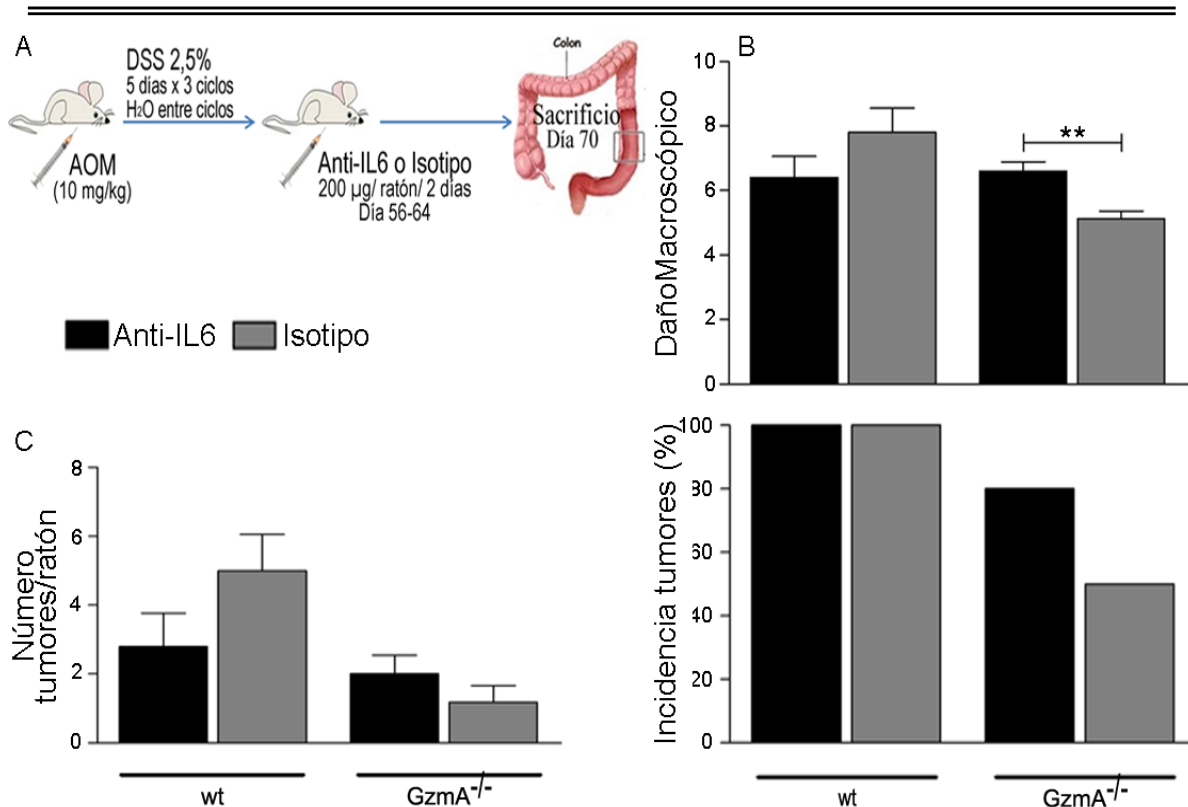 A
DSS 2,5%
5 días x 3 ciclos
H₂O entre ciclos
AOM
(10 mg/kg)
Anti-IL6 o Isotipo
200 µg/ ratón/ 2 días
Día 56-64
Colon
Sacrificio
Día 70
Anti-IL6
Isotipo
B
DañoMacroscópico
10
8
6
4
2
0
**
C
Número
tumores/ratón
8
6
4
2
0
wt
GzmA⁻/⁻
Incidencia tumores (%)
100
80
60
40
20
0
wt
GzmA⁻/⁻